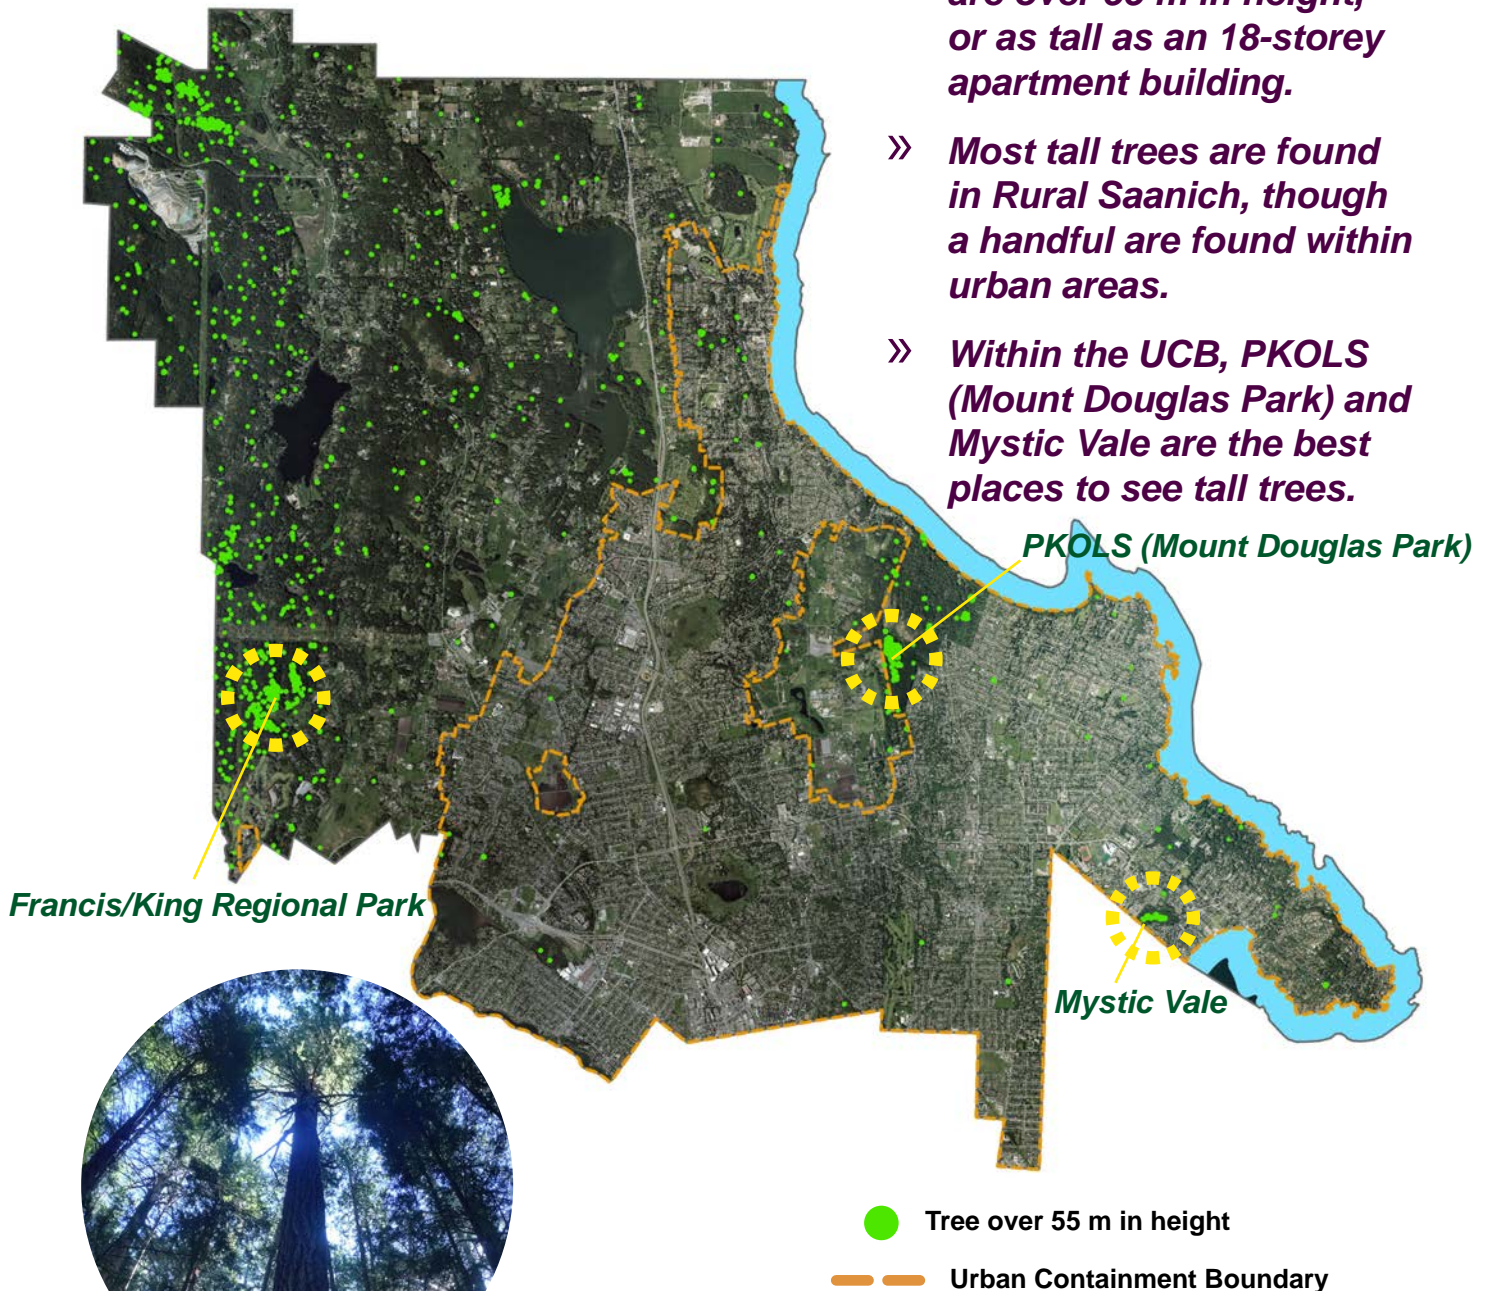 or as tall as an 18-storey
apartment building.
» Most tall trees are found
in Rural Saanich, though
a handful are found within
urban areas.
» Within the UCB, PKOLS
(Mount Douglas Park) and
Mystic Vale are the best
places to see tall trees.
PKOLS (Mount Douglas Park)
Francis/King Regional Park
Mystic Vale
Tree over 55 m in height
Urban Containment Boundary